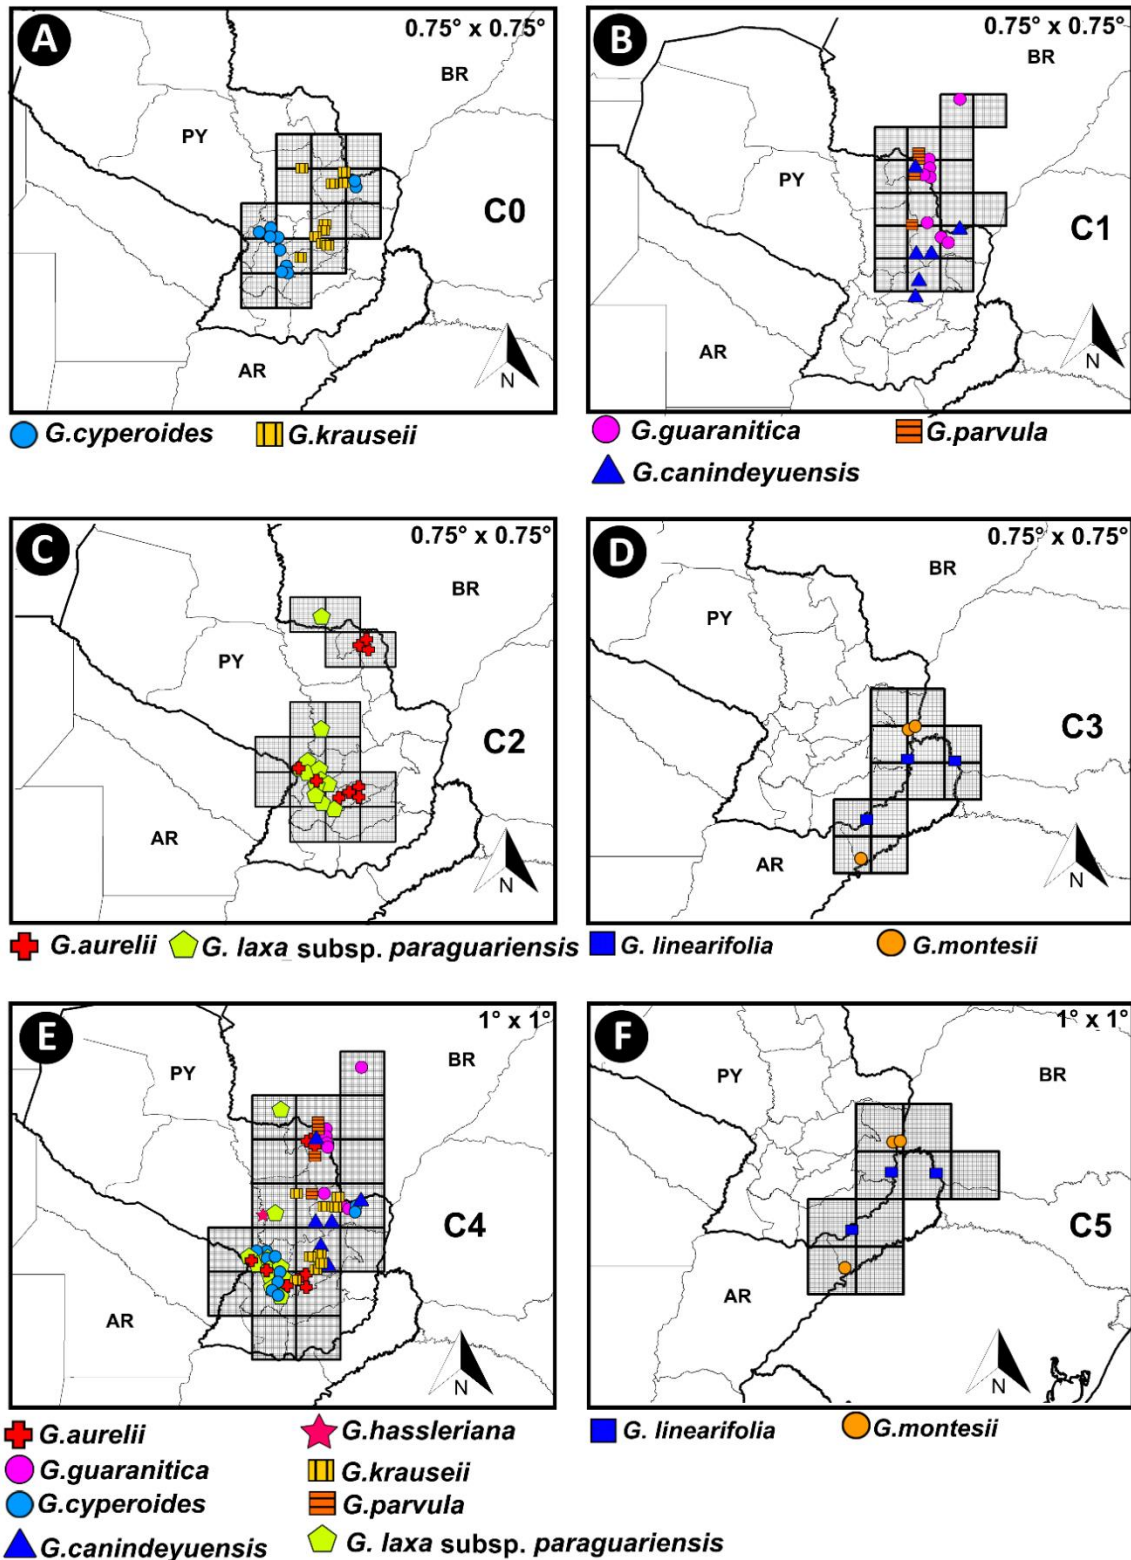 A
0.75° x 0.75°
BR
PY
C0
AR
N
G.cyperoides
G.krauseii
B
0.75° x 0.75°
BR
PY
C1
AR
N
G.guaranitica
G.parvula
G.canindeyuensis
C
0.75° x 0.75°
BR
PY
C2
AR
N
G.aurelii
G. laxa subsp. paraguariensis
D
0.75° x 0.75°
BR
PY
C3
AR
N
G. linearifolia
G.montesii
E
1° x 1°
BR
PY
C4
AR
N
G.aurelii
G.hassleriana
G.guaranitica
G.krauseii
G.cyperoides
G.parvula
G.canindeyuensis
G. laxa subsp. paraguariensis
F
1° x 1°
PY
BR
C5
AR
N
G. linearifolia
G.montesii